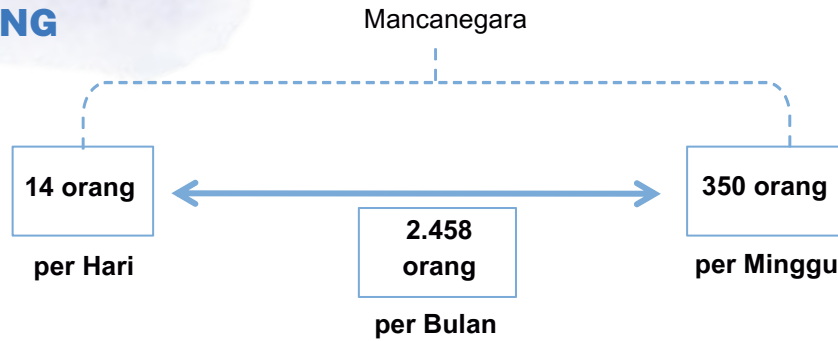 NG
Mancanegara
14 orang
350 orang
2.458
orang
per Hari
per Minggu
per Bulan